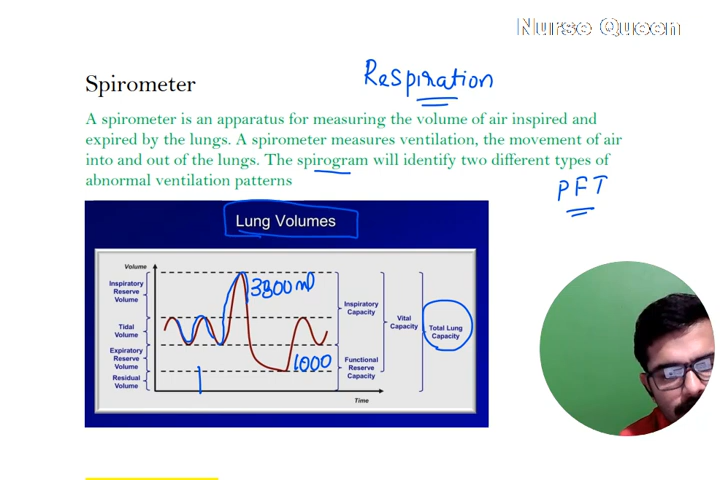 Nurse Queen
Respiration
Spirometer
A spirometer is an apparatus for measuring the volume of air inspired and
expired by the lungs. A spirometer measures ventilation, the movement of air
into and out of the lungs. The spirogram will identify two different types of
abnormal ventilation patterns
PFT
Lung Volumes
Volume
Inspiratory
Reserve
Volume
3300 ml
Inspiratory
Capacity
Tidal
Volume
Vital
Capacity
Total Lung
Capacity
Expiratory
Reserve
Volume
1000
Functional
Reserve
Capacity
Residual
Volume
Time